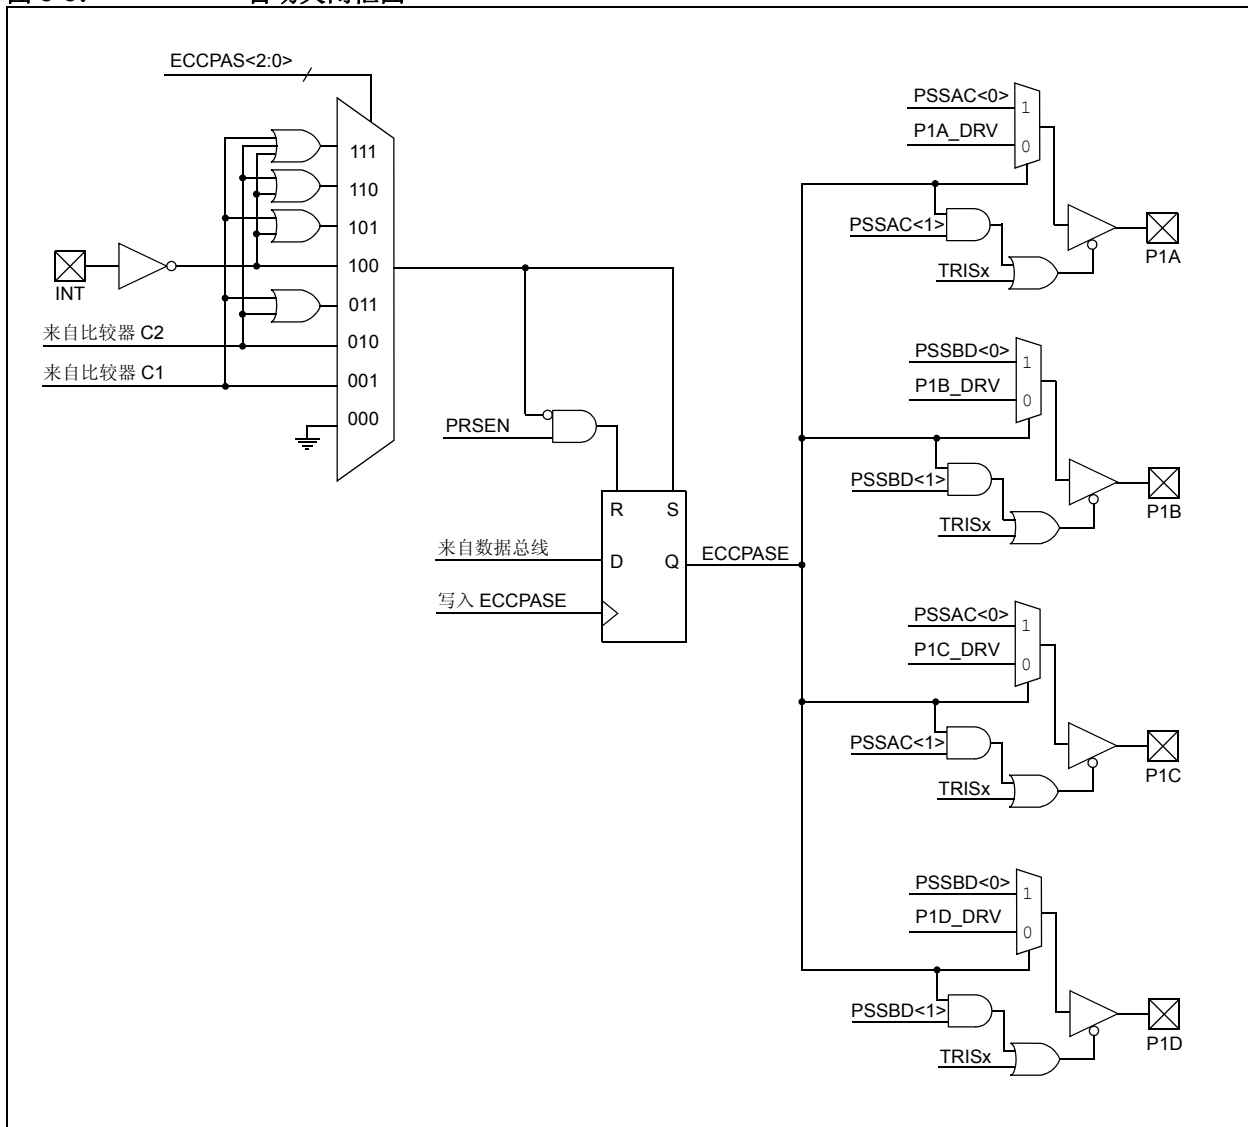 ECCPAS<2:0>
111
110
101
100
011
010
001
000
INT
来自比较器 C2
来自比较器 C1
PRSEN
R
S
D
Q
来自数据总线
写入 ECCPASE
ECCPASE
PSSAC<0>
1
P1A_DRV
0
PSSAC<1>
TRISx
P1A
PSSBD<0>
1
P1B_DRV
0
PSSBD<1>
TRISx
P1B
PSSAC<0>
1
P1C_DRV
0
PSSAC<1>
TRISx
P1C
PSSBD<0>
1
P1D_DRV
0
PSSBD<1>
TRISx
P1D